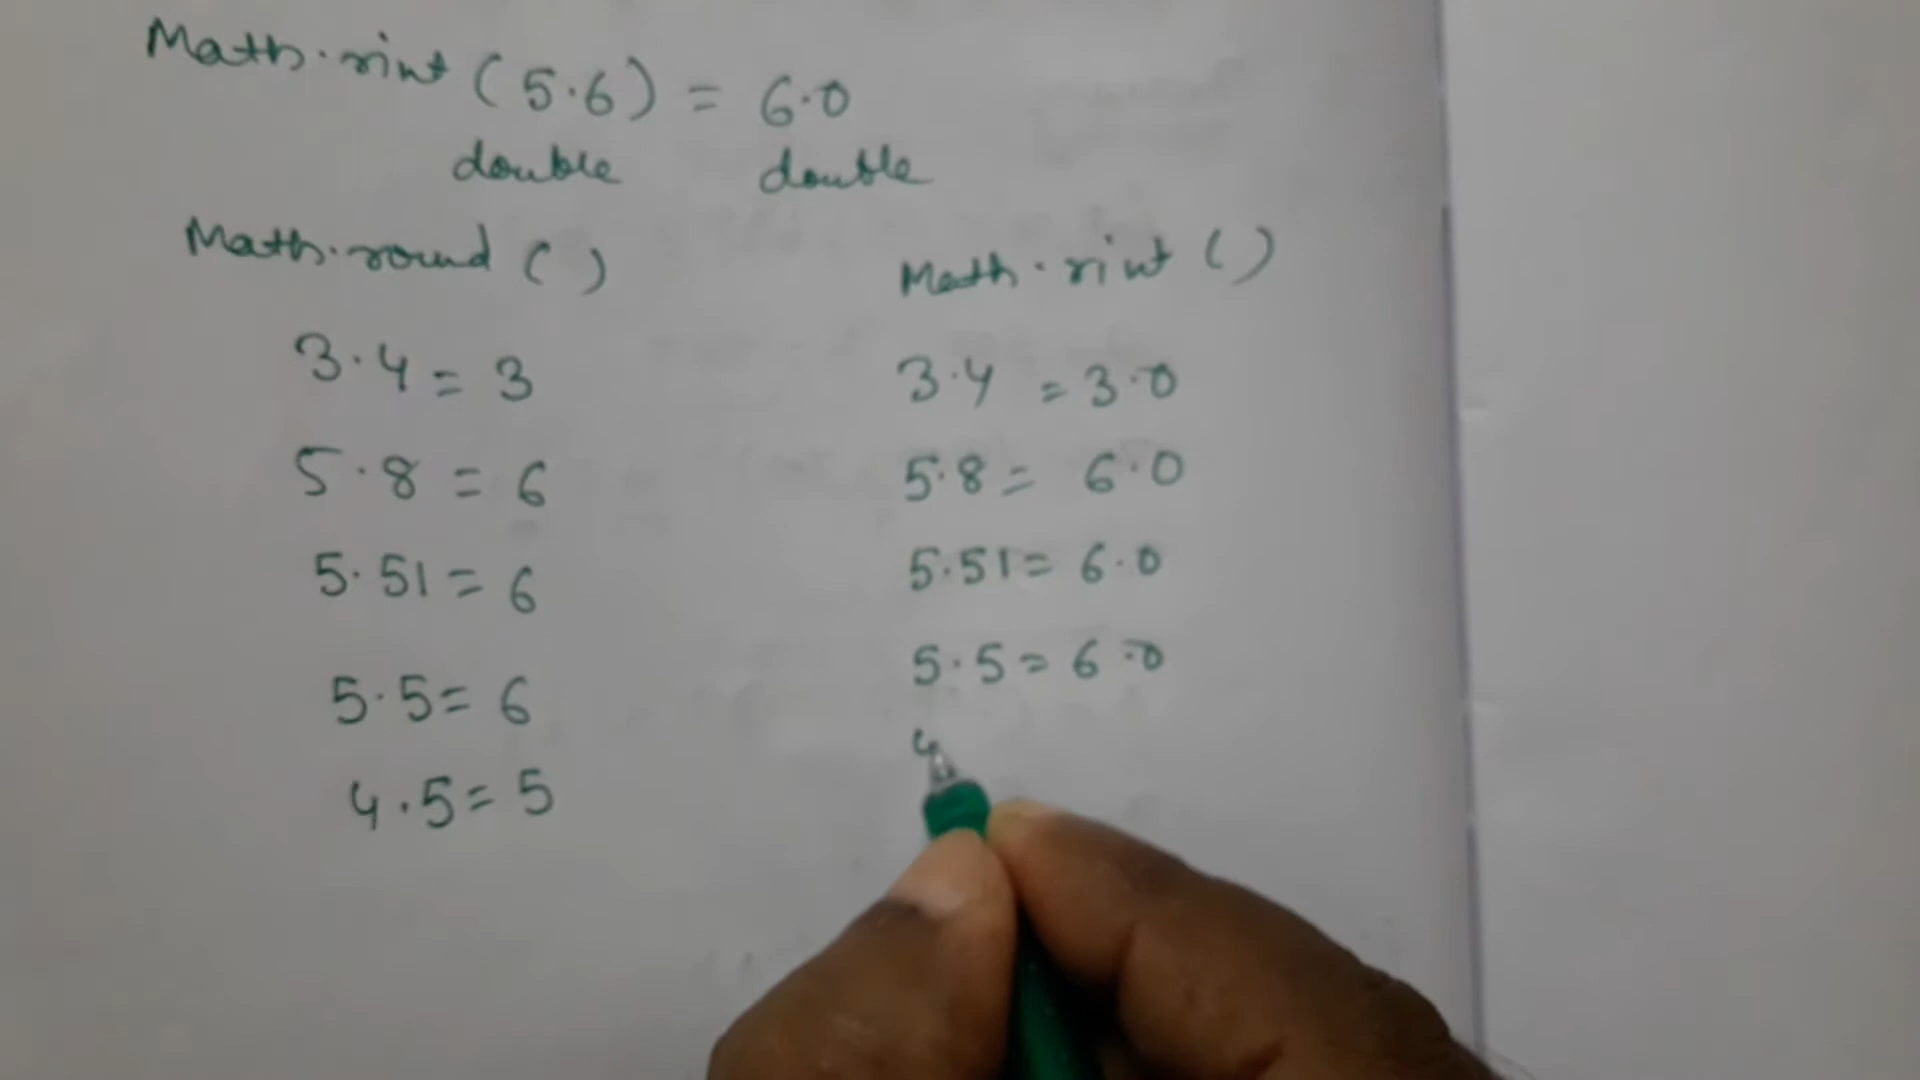 Math.rint (5.6) = 6.0
double double
Math.round ( ) Math.rint ( )
3.4 = 3 3.4 = 3.0
5.8 = 6 5.8 = 6.0
5.51 = 6 5.51 = 6.0
5.5 = 6 5.5 = 6.0
4.5 = 5 4